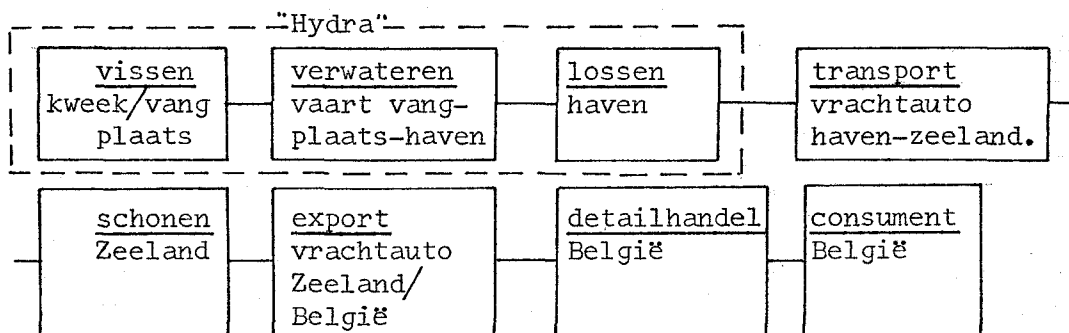 "Hydra"
vissen
kweek/vang
plaats
verwateren
vaart vang-
plaats-haven
lossen
haven
transport
vrachtauto
haven-zeeland.
schonen
Zeeland
export
vrachtauto
Zeeland/
België
detailhandel
België
consument
België